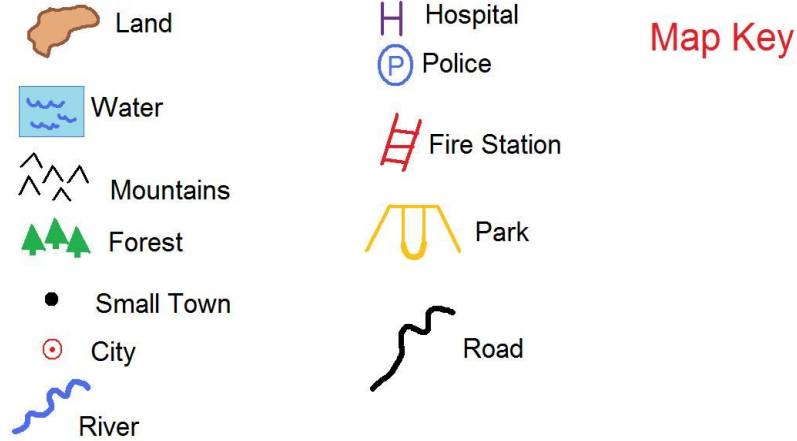 Map Key
Land
Water
Mountains
Forest
Small Town
City
River
H Hospital
P Police
Fire Station
Park
Road